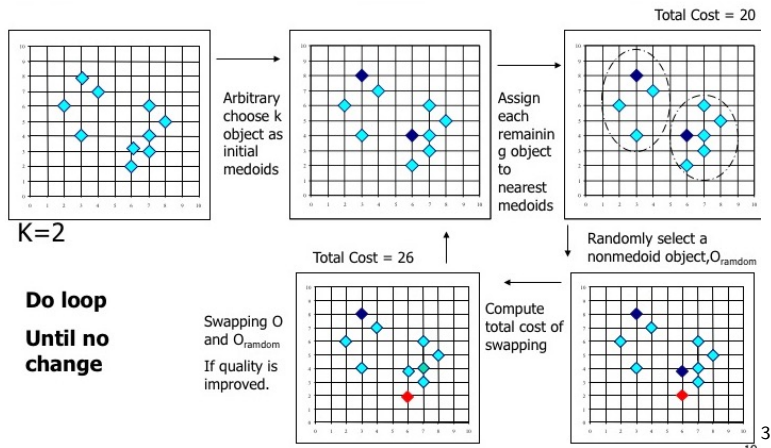 Total Cost = 20
Arbitrary
choose k
object as
initial
medoids
Assign
each
remainin
g object
to
nearest
medoids
K=2
Randomly select a
nonmedoid object,Oramdom
Total Cost = 26
Compute
total cost of
swapping
Swapping O
and Oramdom
If quality is
improved.
Do loop
Until no
change
3